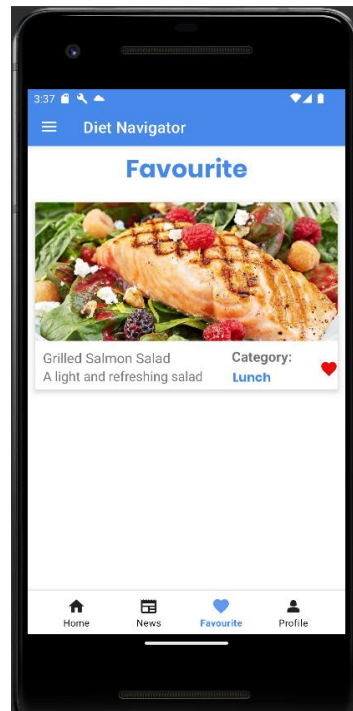 3:37
Diet Navigator
Favourite
Grilled Salmon Salad
A light and refreshing salad
Category:
Lunch
Home
News
Favourite
Profile